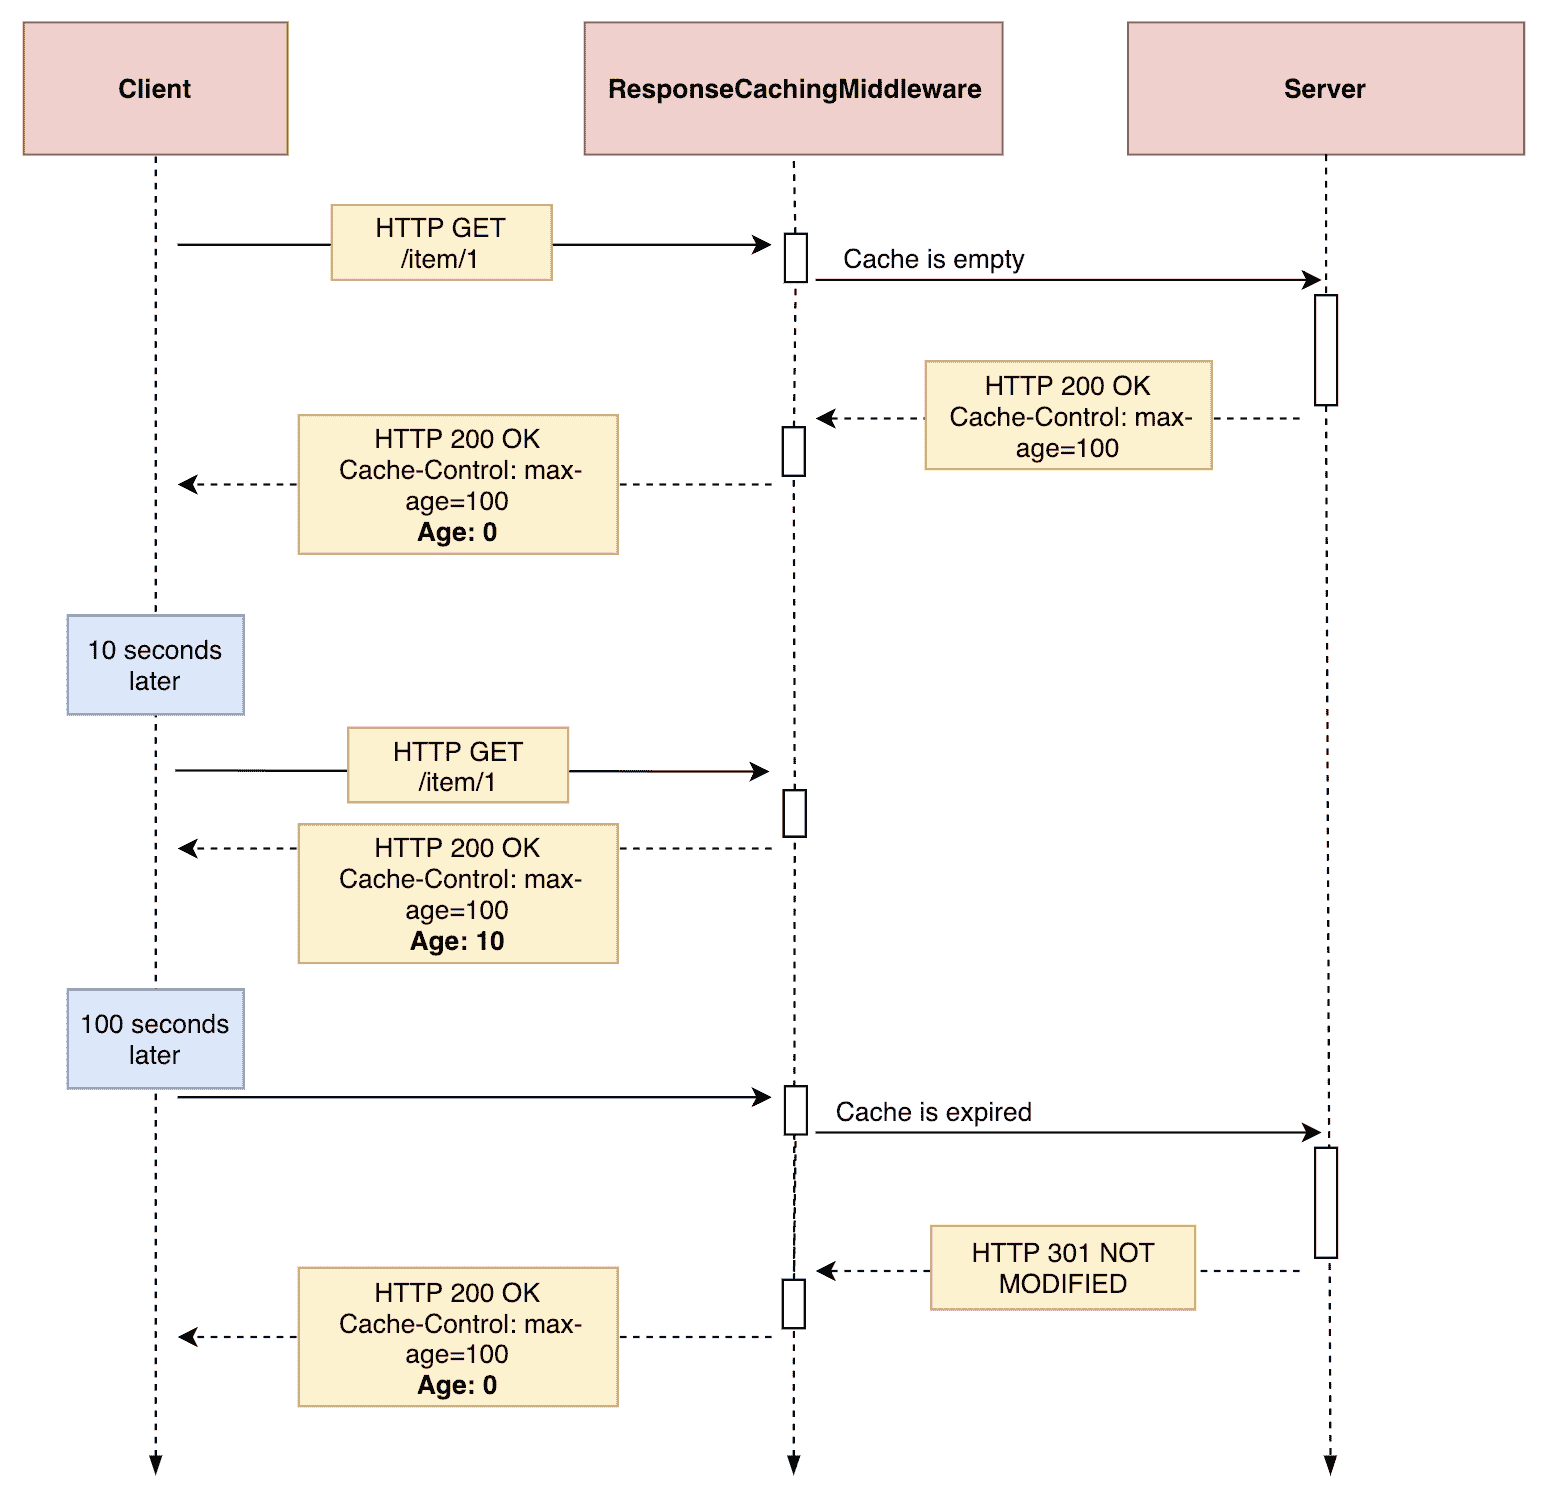 Client
ResponseCachingMiddleware
Server
HTTP GET
/item/1
Cache is empty
HTTP 200 OK
Cache-Control: max-
age=100
HTTP 200 OK
Cache-Control: max-
age=100
Age: 0
10 seconds
later
HTTP GET
/item/1
HTTP 200 OK
Cache-Control: max-
age=100
Age: 10
100 seconds
later
Cache is expired
HTTP 301 NOT
MODIFIED
HTTP 200 OK
Cache-Control: max-
age=100
Age: 0